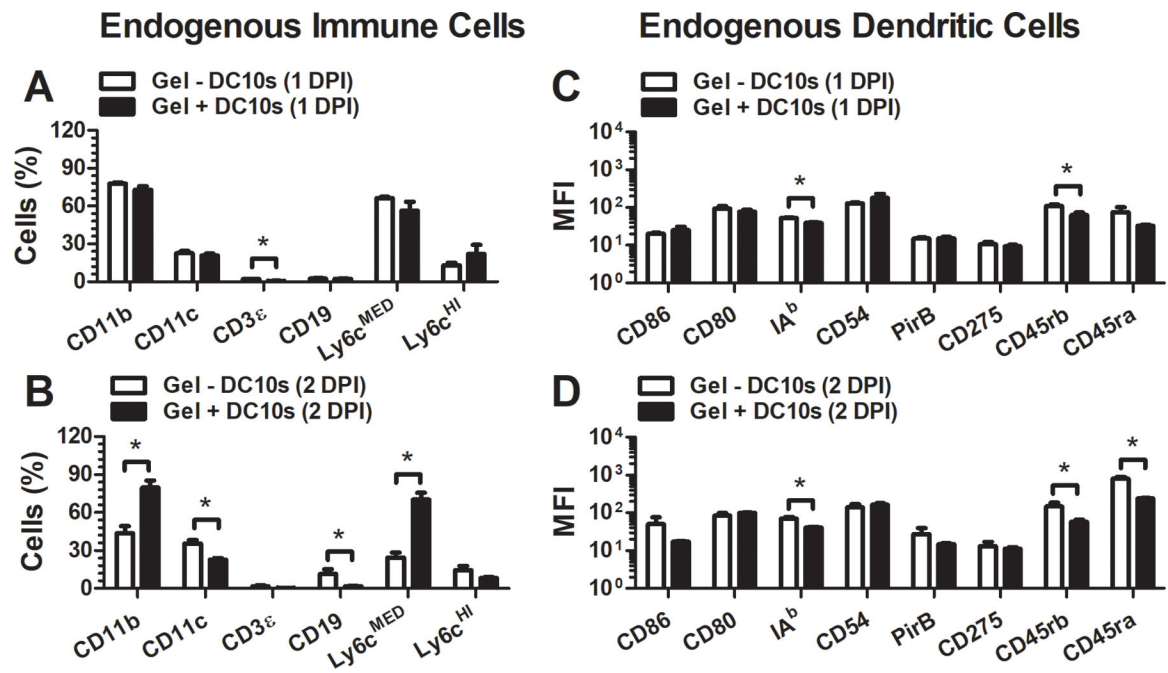 Endogenous Immune Cells
Endogenous Dendritic Cells
A
Gel - DC10s (1 DPI)
Gel + DC10s (1 DPI)
Cells (%)
120
90
60
30
0
CD11b
CD11c
CD3ε
CD19
Ly6c^MED
Ly6c^HI
*
B
Gel - DC10s (2 DPI)
Gel + DC10s (2 DPI)
Cells (%)
120
90
60
30
0
CD11b
CD11c
CD3ε
CD19
Ly6c^MED
Ly6c^HI
*
*
*
*
C
Gel - DC10s (1 DPI)
Gel + DC10s (1 DPI)
MFI
10^4
10^3
10^2
10^1
10^0
CD86
CD80
IA^b
CD54
PirB
CD275
CD45rb
CD45ra
*
*
D
Gel - DC10s (2 DPI)
Gel + DC10s (2 DPI)
MFI
10^4
10^3
10^2
10^1
10^0
CD86
CD80
IA^b
CD54
PirB
CD275
CD45rb
CD45ra
*
*
*